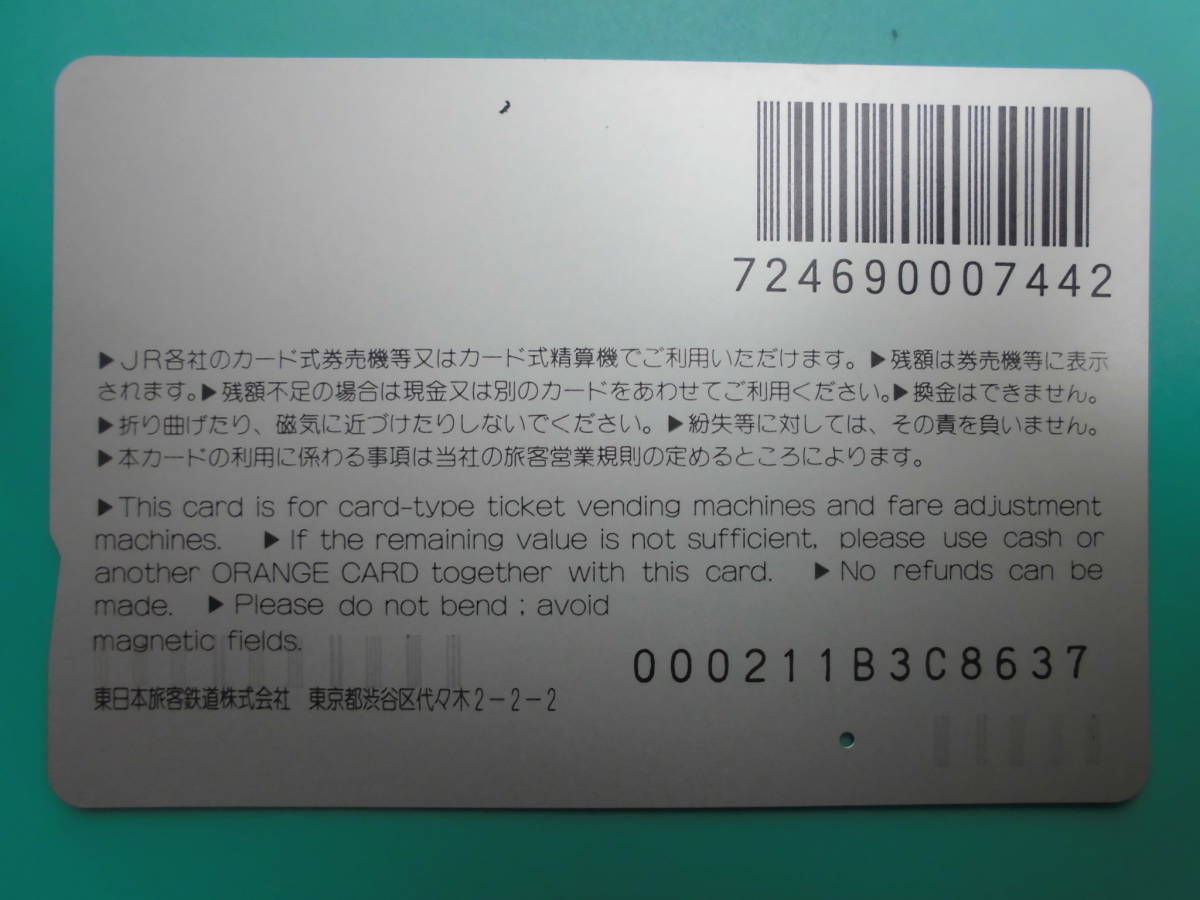 724690007442
▶JR各社のカード式券売機等又はカード式精算機でご利用いただけます。▶残額は券売機等に表示
されます。▶残額不足の場合は現金又は別のカードをあわせてご利用ください。▶換金はできません。
▶折り曲げたり、磁気に近づけたりしないでください。▶紛失等に対しては、その責を負いません。
▶本カードの利用に係わる事項は当社の旅客営業規則の定めるところによります。
▶This card is for card-type ticket vending machines and fare adjustment
machines. ▶If the remaining value is not sufficient, please use cash or
another ORANGE CARD together with this card. ▶No refunds can be
made. ▶Please do not bend; avoid
magnetic fields.
000211B3C8637
東日本旅客鉄道株式会社 東京都渋谷区代々木2-2-2